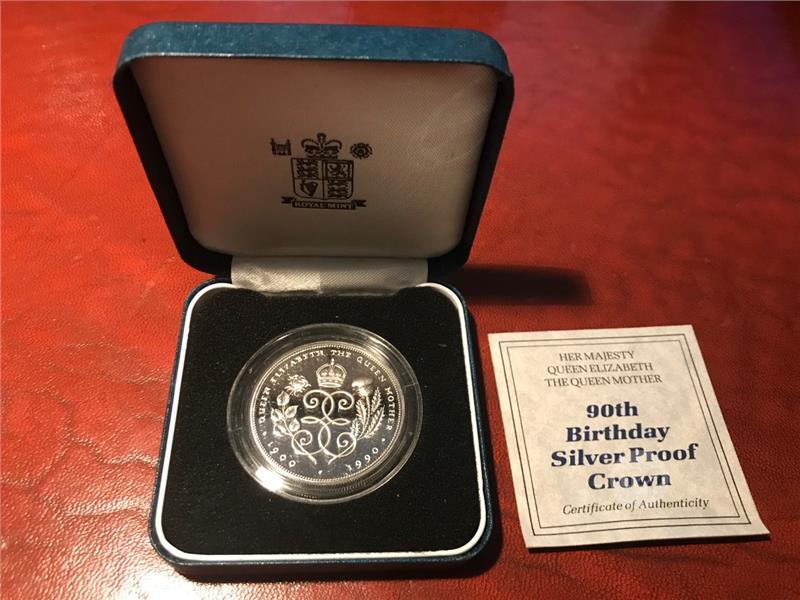 ROYAL MINT
QUEEN ELIZABETH THE QUEEN MOTHER
1900 1990
HER MAJESTY
QUEEN ELIZABETH
THE QUEEN MOTHER
90th
Birthday
Silver Proof
Crown
Certificate of Authenticity